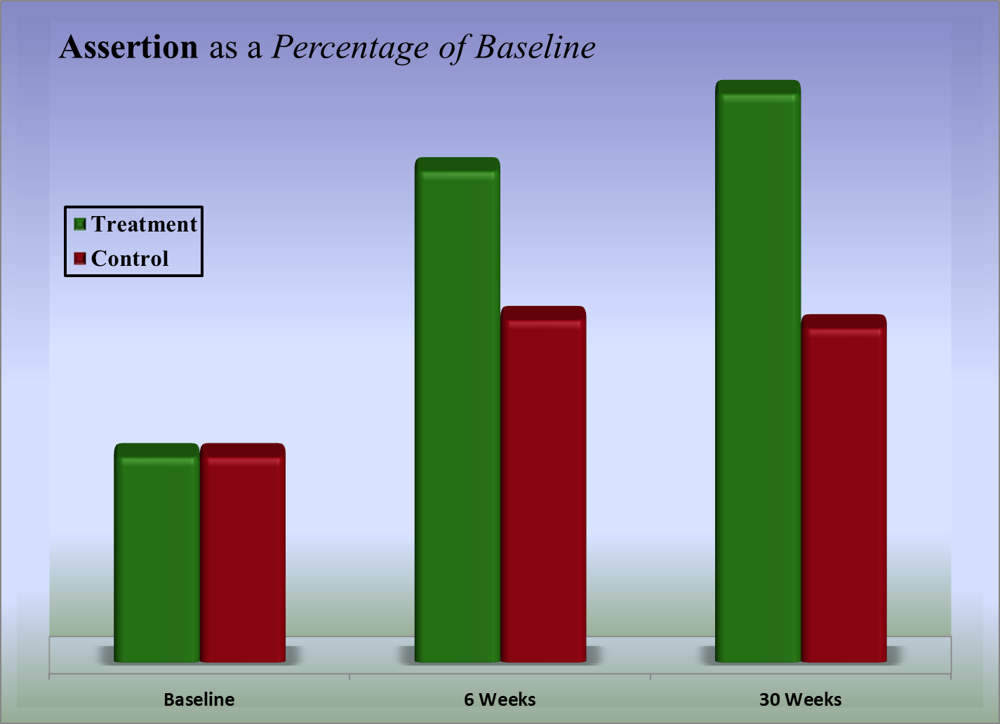 Assertion as a Percentage of Baseline
Treatment
Control
Baseline
6 Weeks
30 Weeks